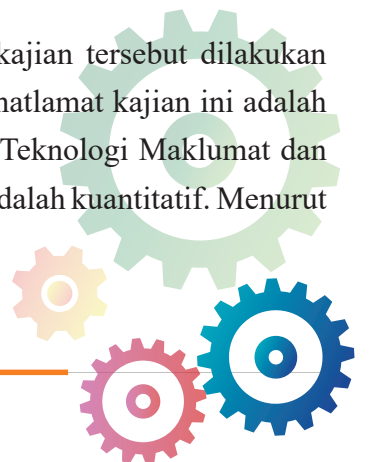 kajian tersebut dilakukan
matlamat kajian ini adalah
Teknologi Maklumat dan
adalah kuantitatif. Menurut